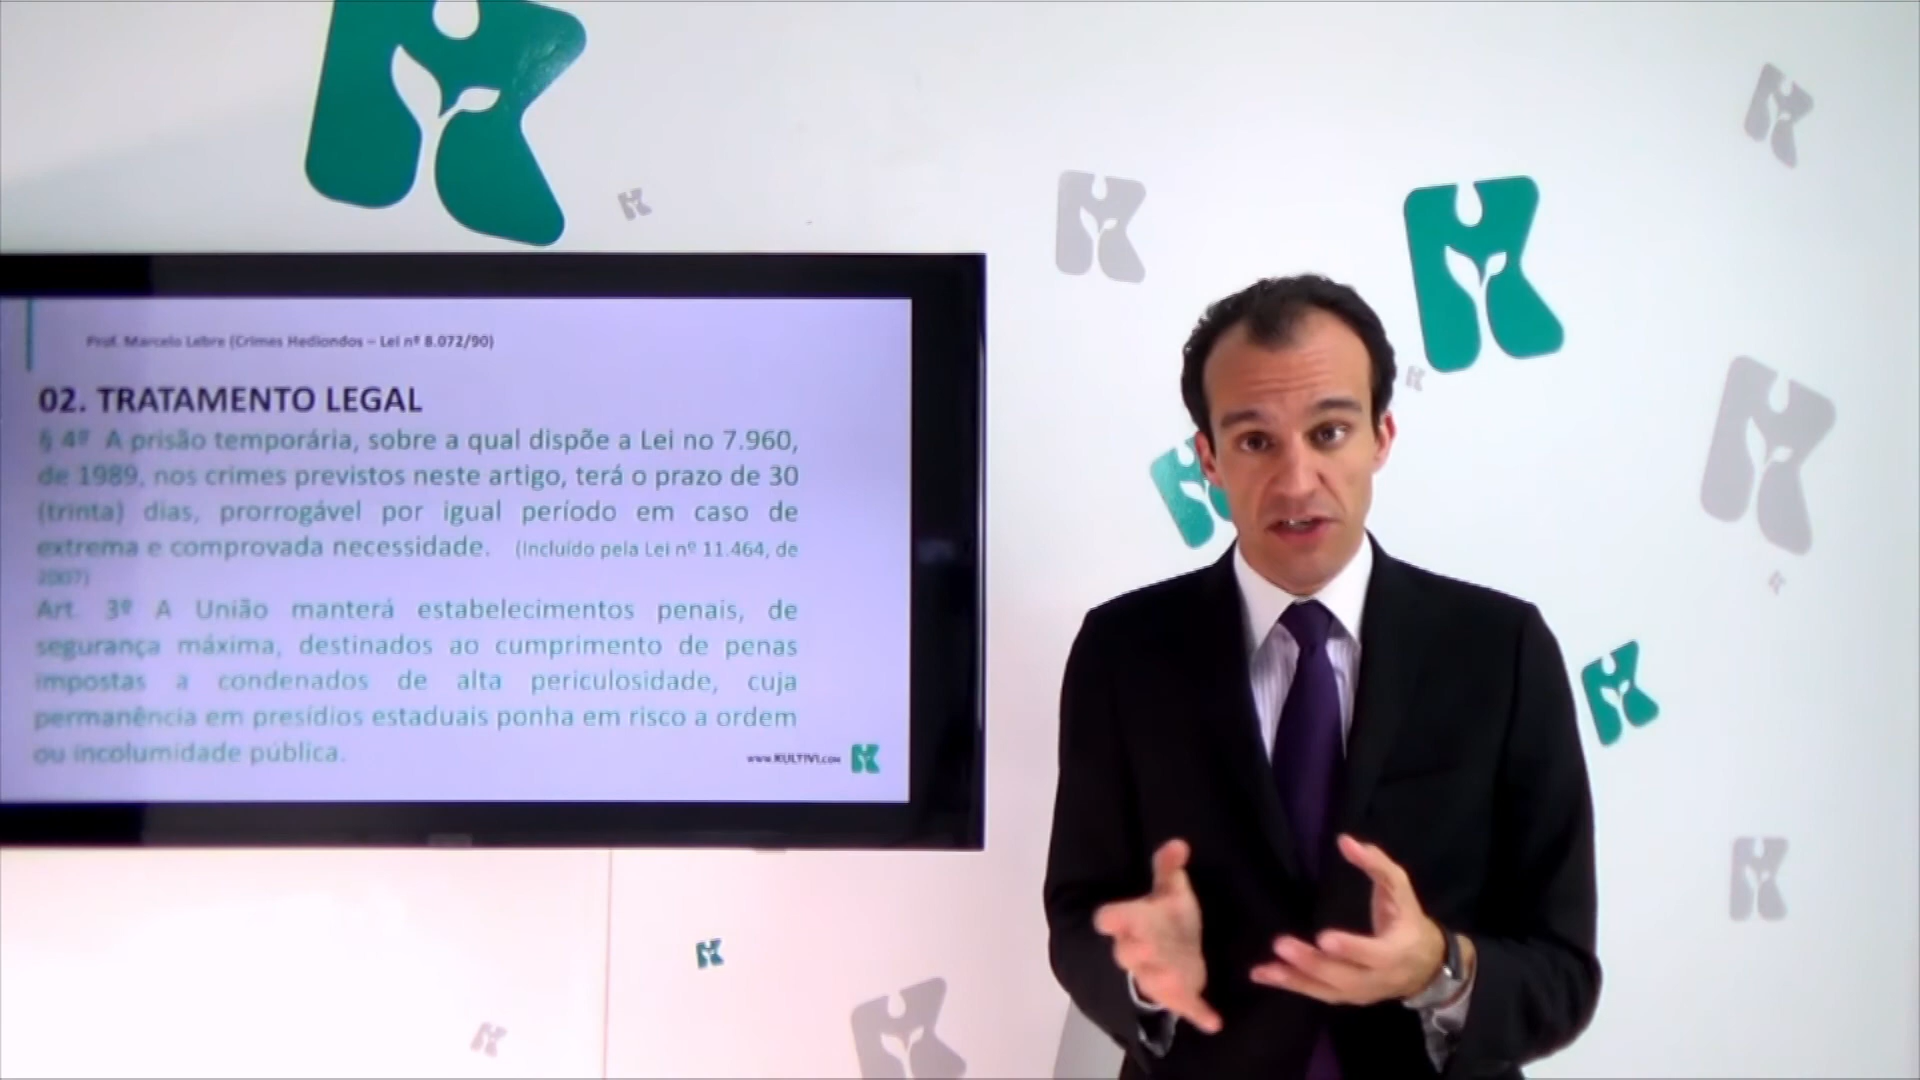 Prof. Marcelo Lebre (Crimes Hediondos – Lei nº 8.072/90)
02. TRATAMENTO LEGAL
§ 4º A prisão temporária, sobre a qual dispõe a Lei no 7.960,
de 1989, nos crimes previstos neste artigo, terá o prazo de 30
(trinta) dias, prorrogável por igual período em caso de
extrema e comprovada necessidade. (Incluído pela Lei nº 11.464, de
2007)
Art. 3º A União manterá estabelecimentos penais, de
segurança máxima, destinados ao cumprimento de penas
impostas a condenados de alta periculosidade, cuja
permanência em presídios estaduais ponha em risco a ordem
ou incolumidade pública.
www.KULTIVI.com